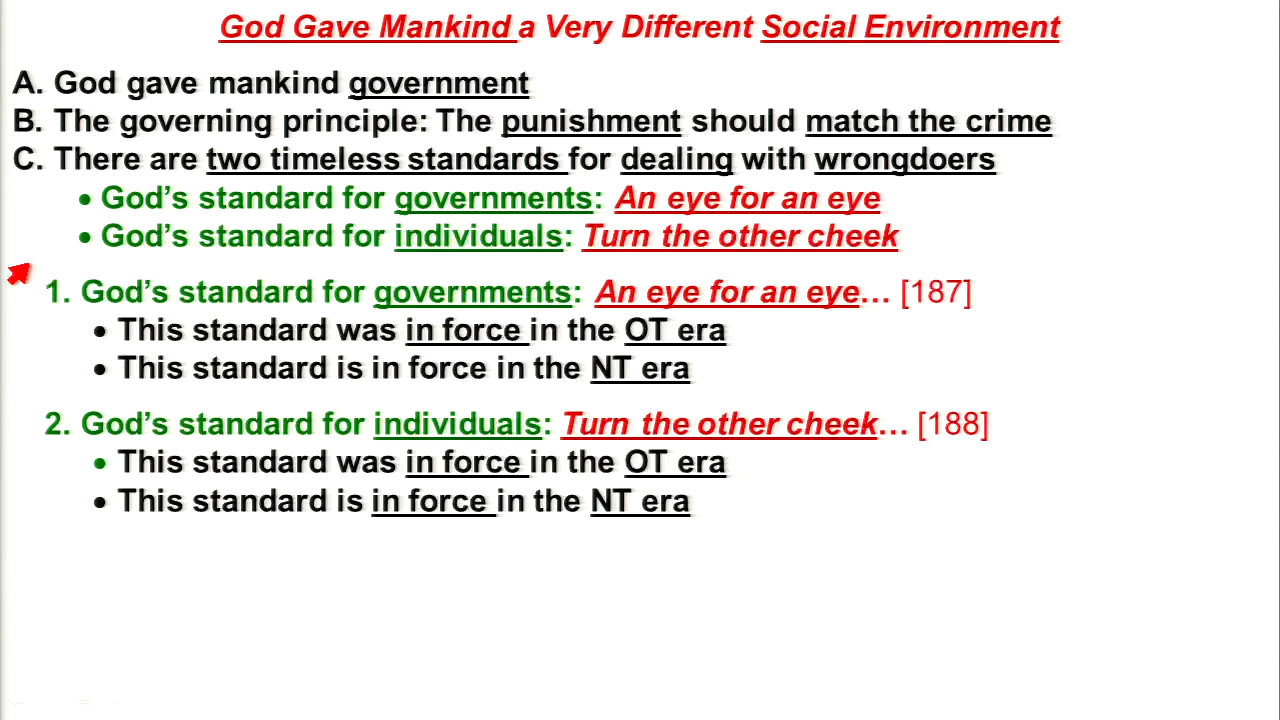 God Gave Mankind a Very Different Social Environment
A. God gave mankind government
B. The governing principle: The punishment should match the crime
C. There are two timeless standards for dealing with wrongdoers
• God’s standard for governments: An eye for an eye
• God’s standard for individuals: Turn the other cheek
1. God’s standard for governments: An eye for an eye… [187]
• This standard was in force in the OT era
• This standard is in force in the NT era
2. God’s standard for individuals: Turn the other cheek… [188]
• This standard was in force in the OT era
• This standard is in force in the NT era